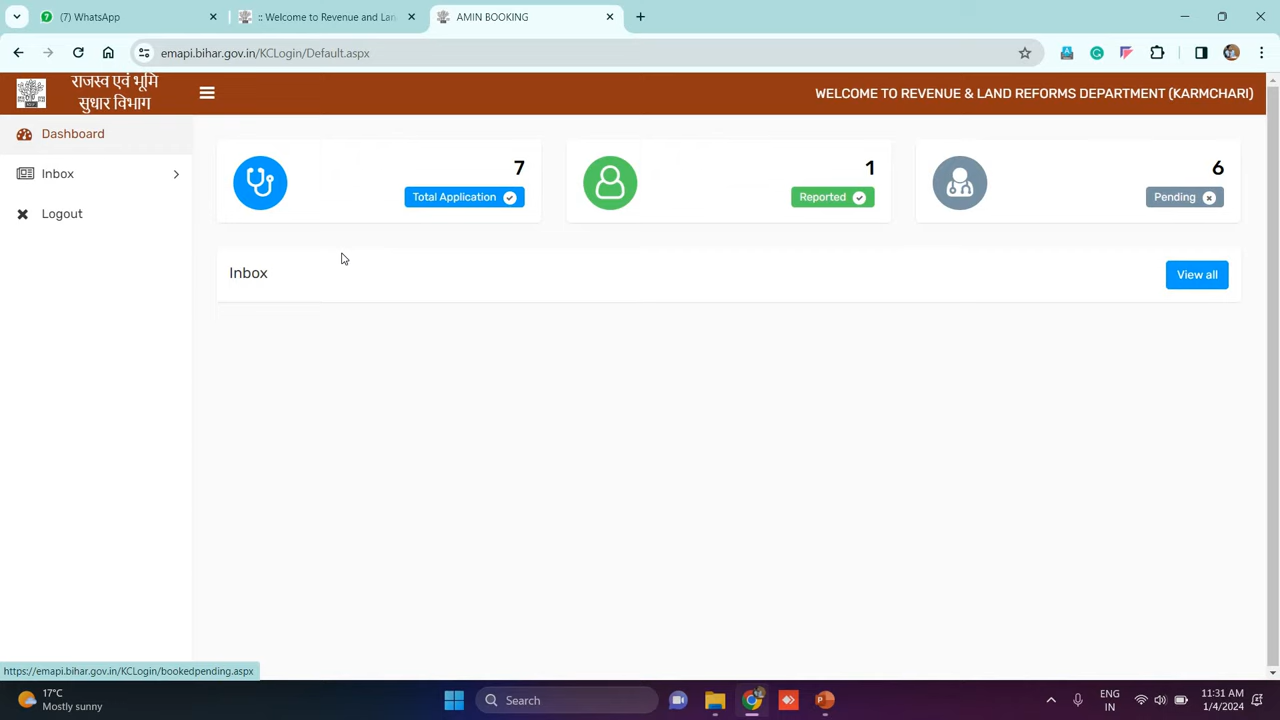 (7) WhatsApp
:: Welcome to Revenue and Lan
AMIN BOOKING
emapi.bihar.gov.in/KCLogin/Default.aspx
राजस्व एवं भूमि
सुधार विभाग
WELCOME TO REVENUE & LAND REFORMS DEPARTMENT (KARMCHARI)
Dashboard
Inbox
Logout
7
Total Application
1
Reported
6
Pending
Inbox
View all
https://emapi.bihar.gov.in/KCLogin/bookedpending.aspx
17°C
Mostly sunny
Search
ENG
IN
11:31 AM
1/4/2024